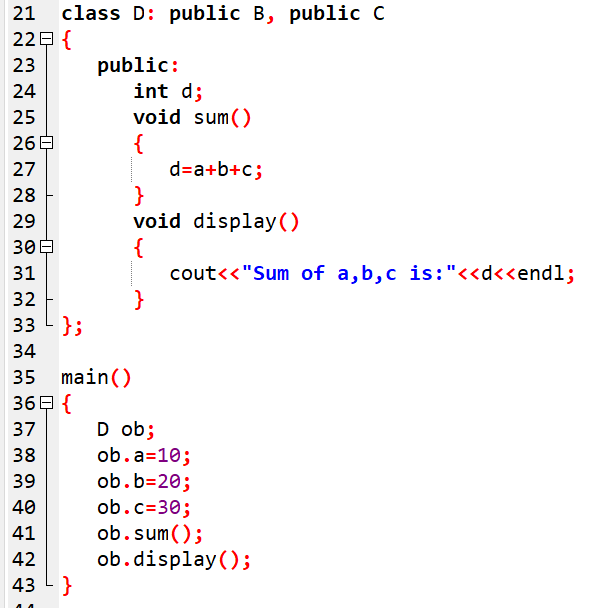 21 class D: public B, public C
22 {
23 public:
24 int d;
25 void sum()
26 {
27 d=a+b+c;
28 }
29 void display()
30 {
31 cout<<"Sum of a,b,c is:"<<d<<endl;
32 }
33 };
34
35 main()
36 {
37 D ob;
38 ob.a=10;
39 ob.b=20;
40 ob.c=30;
41 ob.sum();
42 ob.display();
43 }